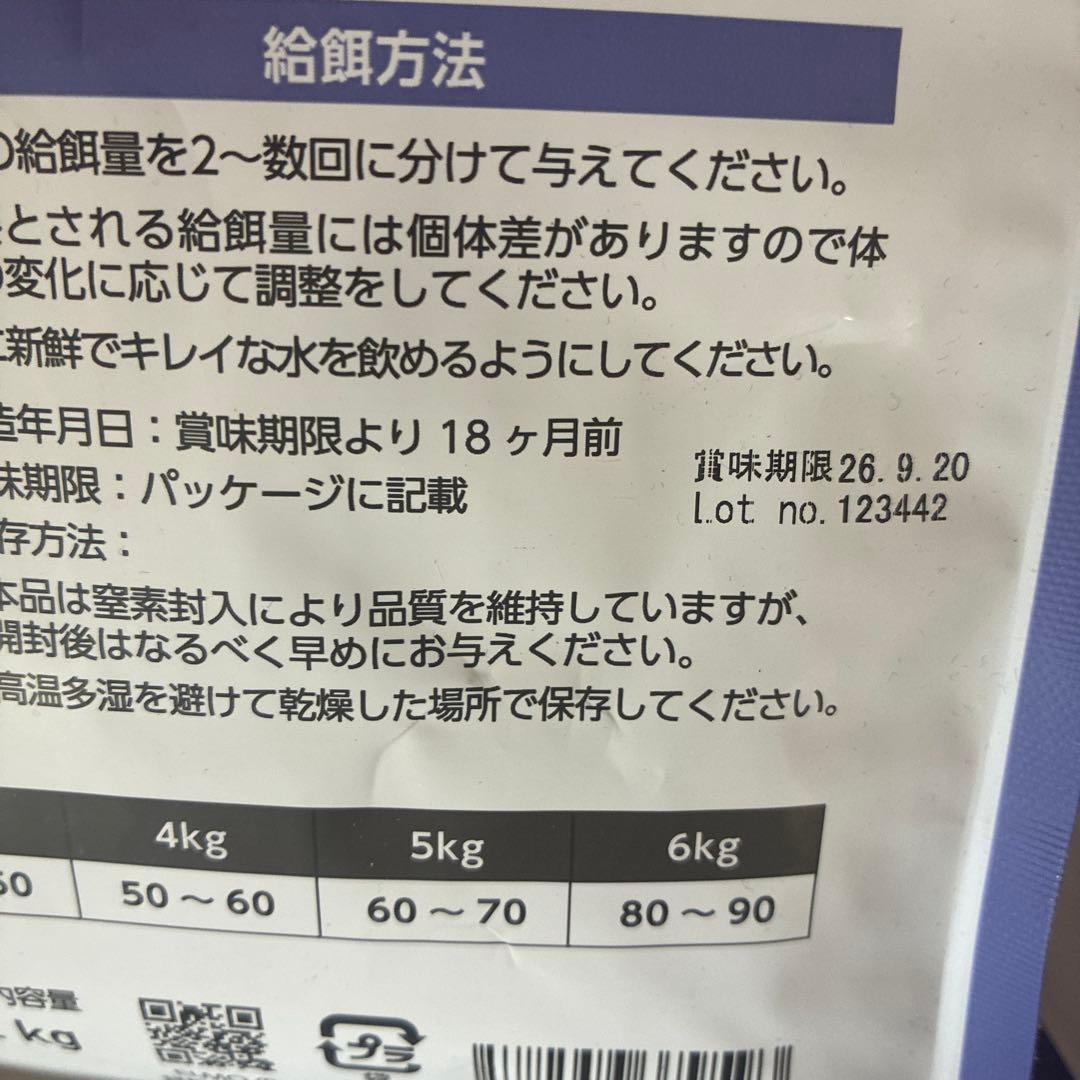 給餌方法
の給餌量を2〜数回に分けて与えてください。
とされる給餌量には個体差がありますので体
の変化に応じて調整をしてください。
に新鮮でキレイな水を飲めるようにしてください。
造年月日：賞味期限より 18 ヶ月前
味期限：パッケージに記載
賞味期限26.9.20
Lot no.123442
存方法：
本品は窒素封入により品質を維持していますが、
開封後はなるべく早めにお与えください。
高温多湿を避けて乾燥した場所で保存してください。
4kg 5kg 6kg
50～60 60～70 80～90
内容量
kg
プラ